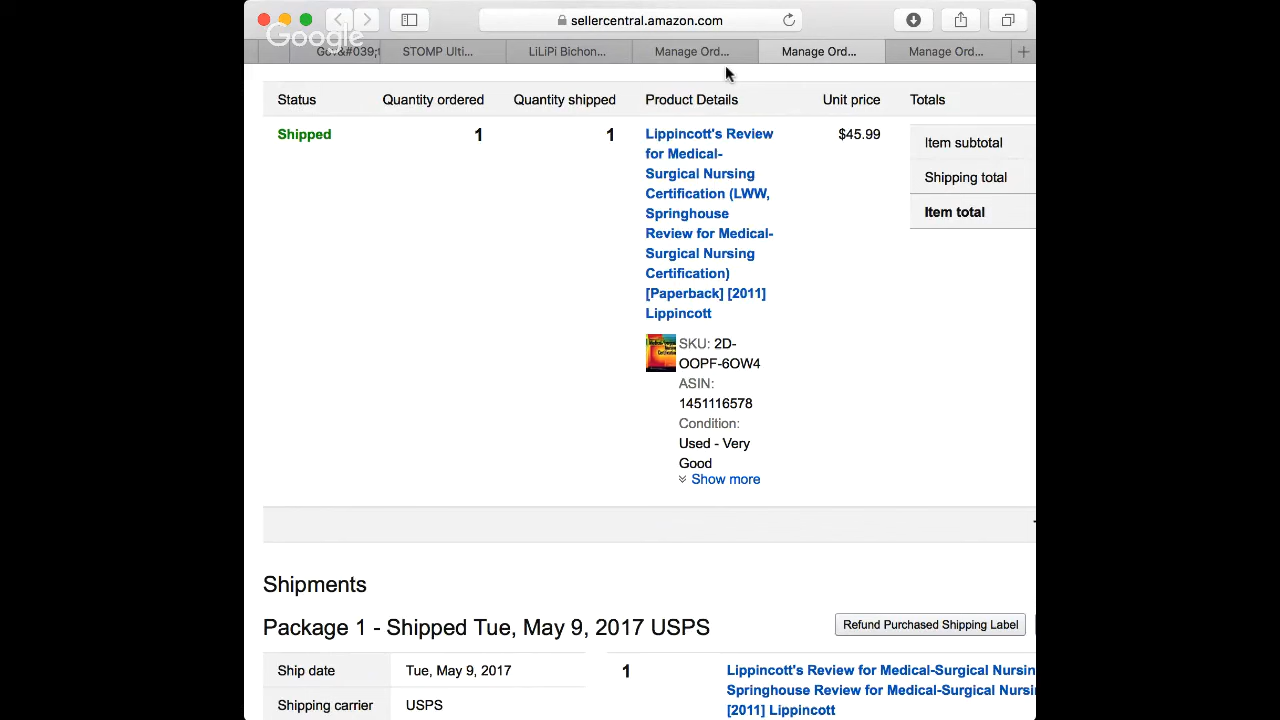 sellercentral.amazon.com
Google
Got&#039;t
STOMP Ulti...
LiLiPi Bichon...
Manage Ord...
Manage Ord...
Manage Ord...
Status
Quantity ordered
Quantity shipped
Product Details
Unit price
Totals
Shipped
1
1
Lippincott's Review
for Medical-
Surgical Nursing
Certification (LWW,
Springhouse
Review for Medical-
Surgical Nursing
Certification)
[Paperback] [2011]
Lippincott
$45.99
Item subtotal
Shipping total
Item total
SKU: 2D-
OOPF-6OW4
ASIN:
1451116578
Condition:
Used - Very
Good
Show more
Shipments
Package 1 - Shipped Tue, May 9, 2017 USPS
Refund Purchased Shipping Label
Ship date
Tue, May 9, 2017
Shipping carrier
USPS
1
Lippincott's Review for Medical-Surgical Nursin
Springhouse Review for Medical-Surgical Nursi
[2011] Lippincott